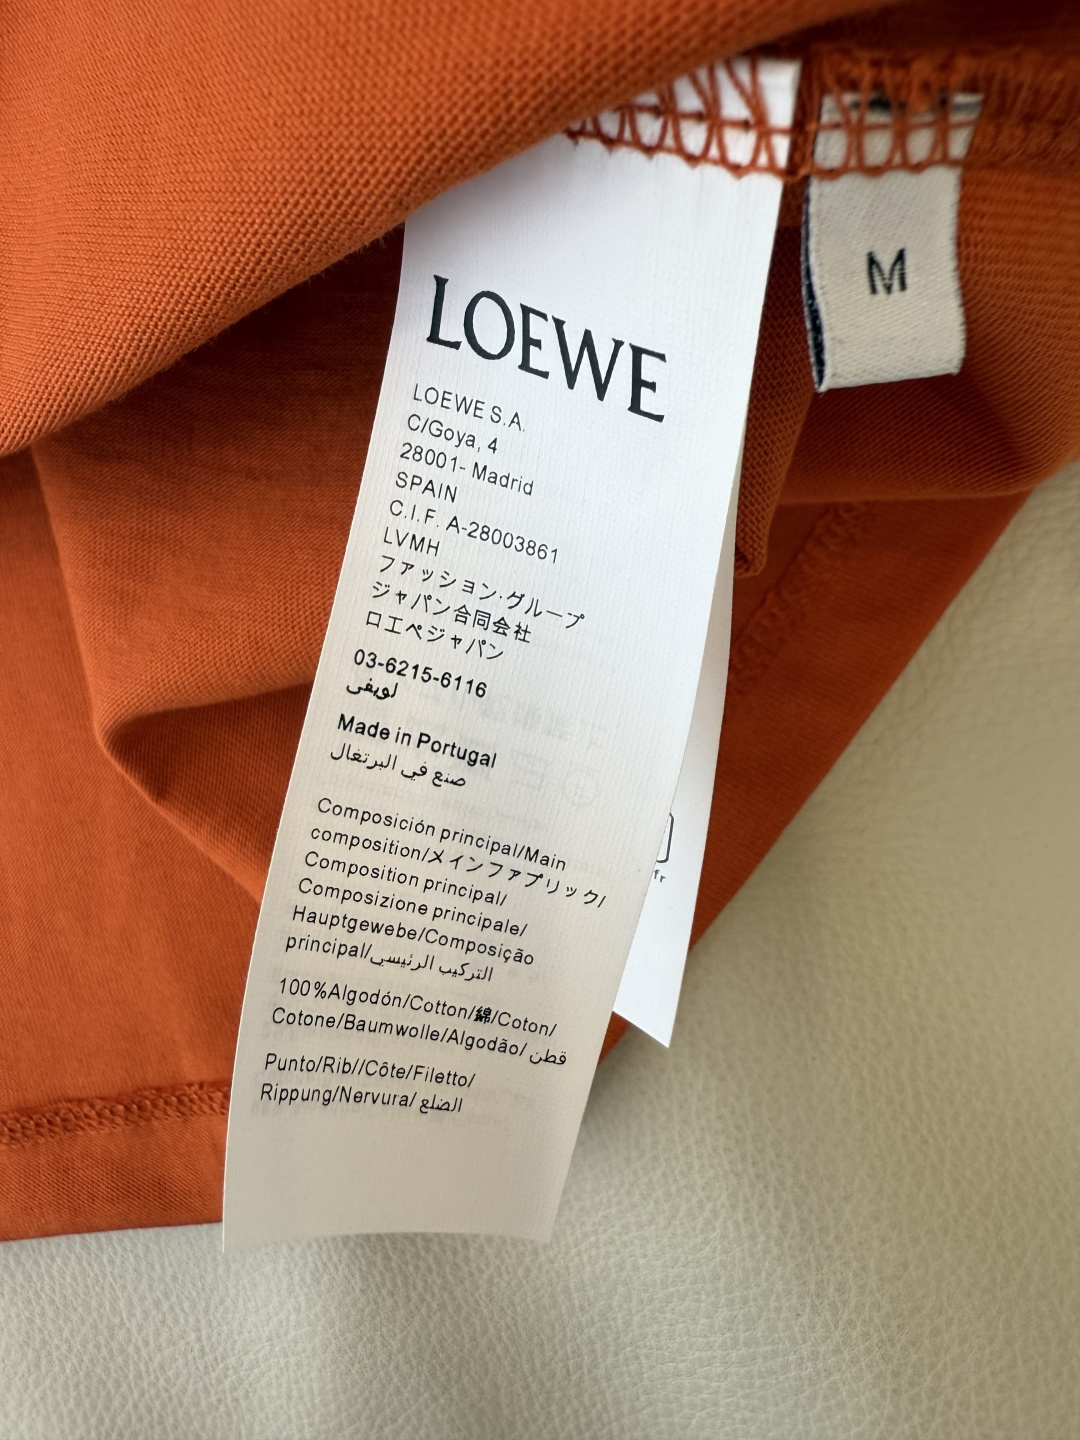 LOEWE
LOEWE S.A.
C/Goya, 4
28001- Madrid
SPAIN
C.I.F. A-28003861
LVMH
ファッション·グループ
ジャパン合同会社
ロエベジャパン
03-6215-6116
لويفى
Made in Portugal
صنع في البرتغال
Composición principal/Main
composition/メインファブリック/
Composition principal/
Composizione principale/
Hauptgewebe/Composição
principal/التركيب الرئيسي
100%Algodón/Cotton/綿/Coton/
Cotone/Baumwolle/Algodão/قطن
Punto/Rib//Côte/Filetto/
Rippung/Nervura/الضلع
M
fr